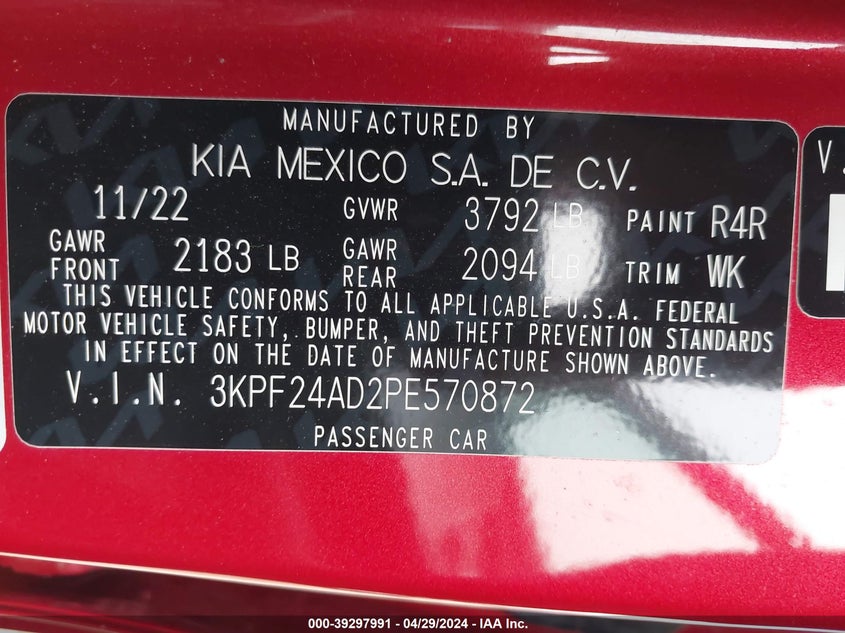 MANUFACTURED BY
KIA MEXICO S.A. DE C.V.
11/22 GVWR 3792 LB PAINT R4R
GAWR FRONT 2183 LB GAWR REAR 2094 LB TRIM WK
THIS VEHICLE CONFORMS TO ALL APPLICABLE U.S.A. FEDERAL
MOTOR VEHICLE SAFETY, BUMPER, AND THEFT PREVENTION STANDARDS
IN EFFECT ON THE DATE OF MANUFACTURE SHOWN ABOVE.
V.I.N. 3KPF24AD2PE570872
PASSENGER CAR
V.
000-39297991 - 04/29/2024 - IAA Inc.